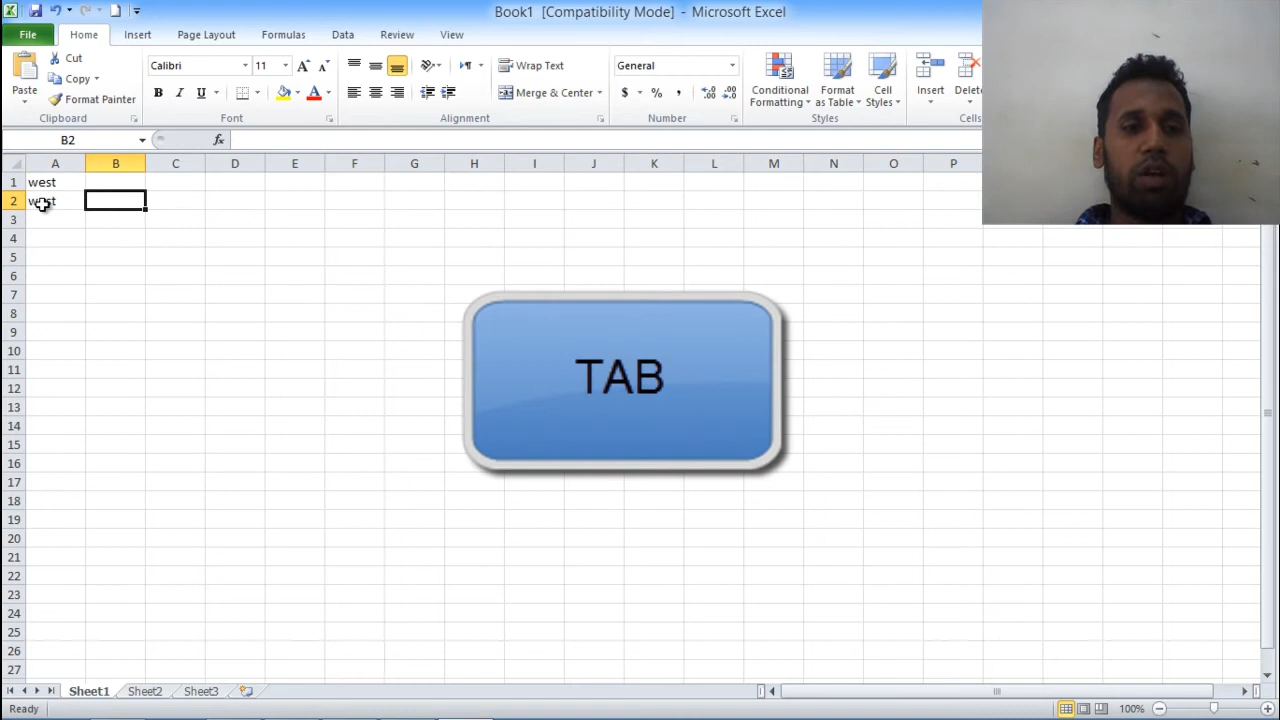 Book1 [Compatibility Mode] - Microsoft Excel
File Home Insert Page Layout Formulas Data Review View
Cut
Copy
Format Painter
Paste
Clipboard
Calibri 11
B I U A A A
Font
Wrap Text
Merge & Center
Alignment
General
$ % ,
Number
Conditional Formatting
Format as Table
Cell Styles
Styles
Insert
Delete
Cells
B2 fx
A B C D E F G H I J K L M N O P
1 west
2
3
4
5
6
7
8
9
10
11
12
13
14
15
16
17
18
19
20
21
22
23
24
25
26
27
TAB
Sheet1 Sheet2 Sheet3
Ready 100%